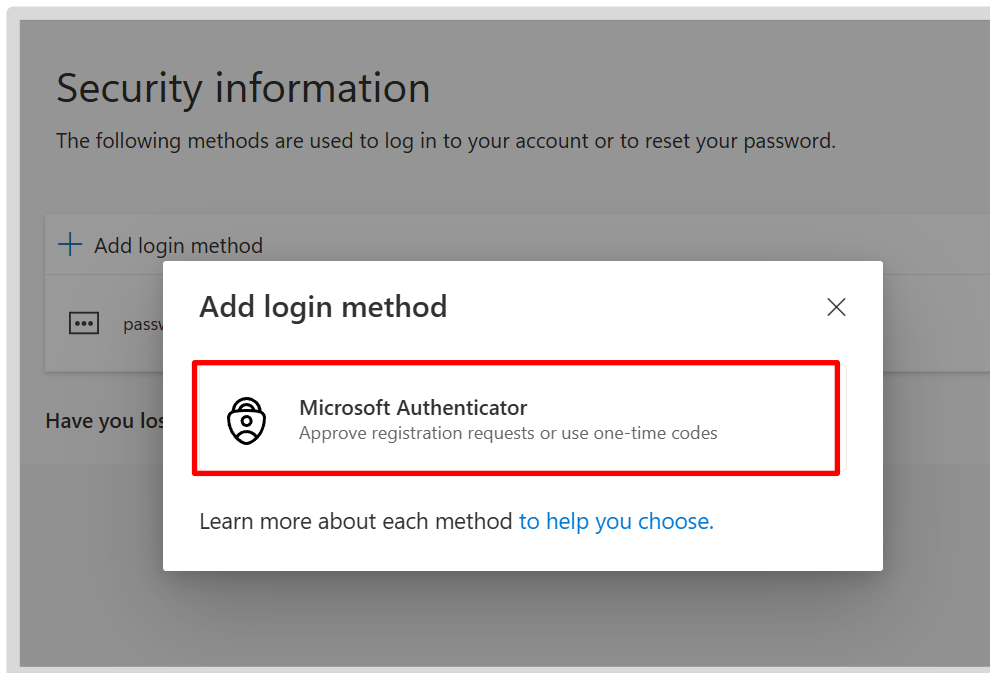 Security information
The following methods are used to log in to your account or to reset your password.
Add login method
Add login method
Microsoft Authenticator
Approve registration requests or use one-time codes
Have you
Learn more about each method to help you choose.